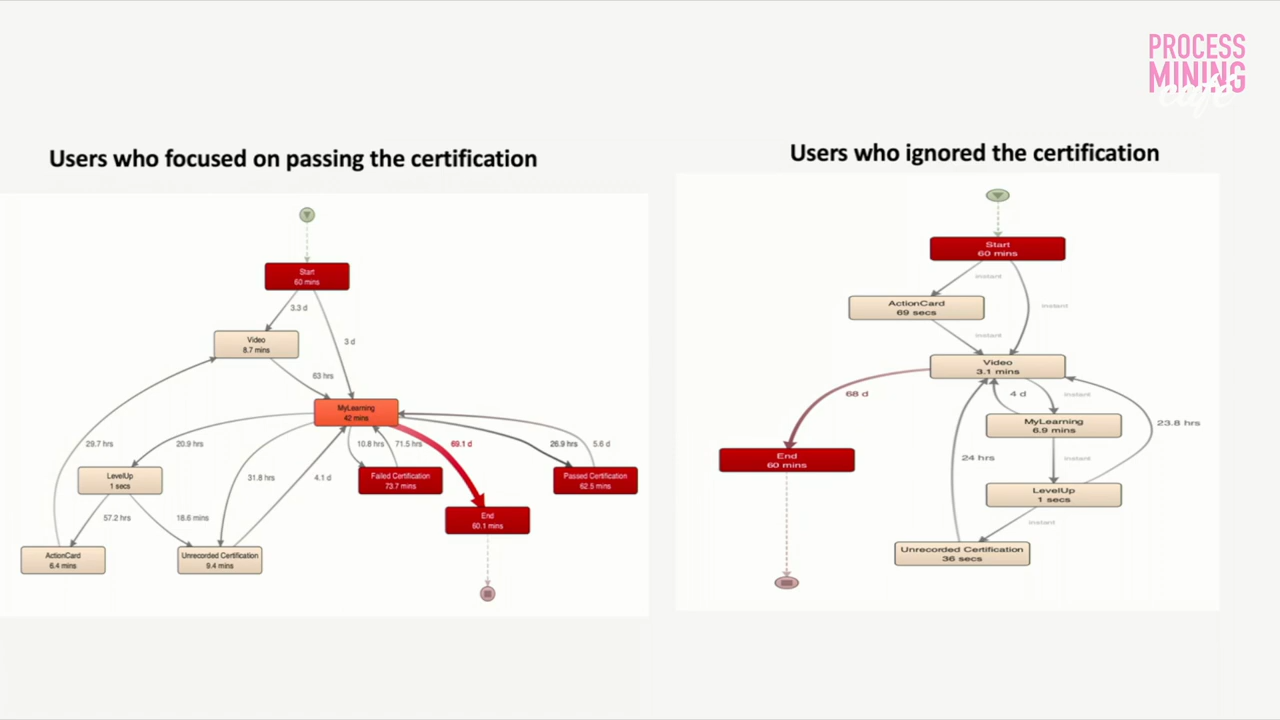 PROCESS
MINING
café
Users who focused on passing the certification
Users who ignored the certification
Start
60 mins
3.3 d
3 d
Video
8.7 mins
63 hrs
MyLearning
42 mins
29.7 hrs
20.9 hrs
10.8 hrs
71.5 hrs
69.1 d
26.9 hrs
5.6 d
LevelUp
1 secs
31.8 hrs
4.1 d
Failed Certification
73.7 mins
Passed Certification
62.5 mins
57.2 hrs
18.6 mins
End
60.1 mins
ActionCard
6.4 mins
Unrecorded Certification
9.4 mins
Start
60 mins
instant
instant
ActionCard
69 secs
instant
Video
3.1 mins
68 d
4 d
instant
MyLearning
6.9 mins
23.8 hrs
End
60 mins
24 hrs
instant
LevelUp
1 secs
instant
Unrecorded Certification
36 secs